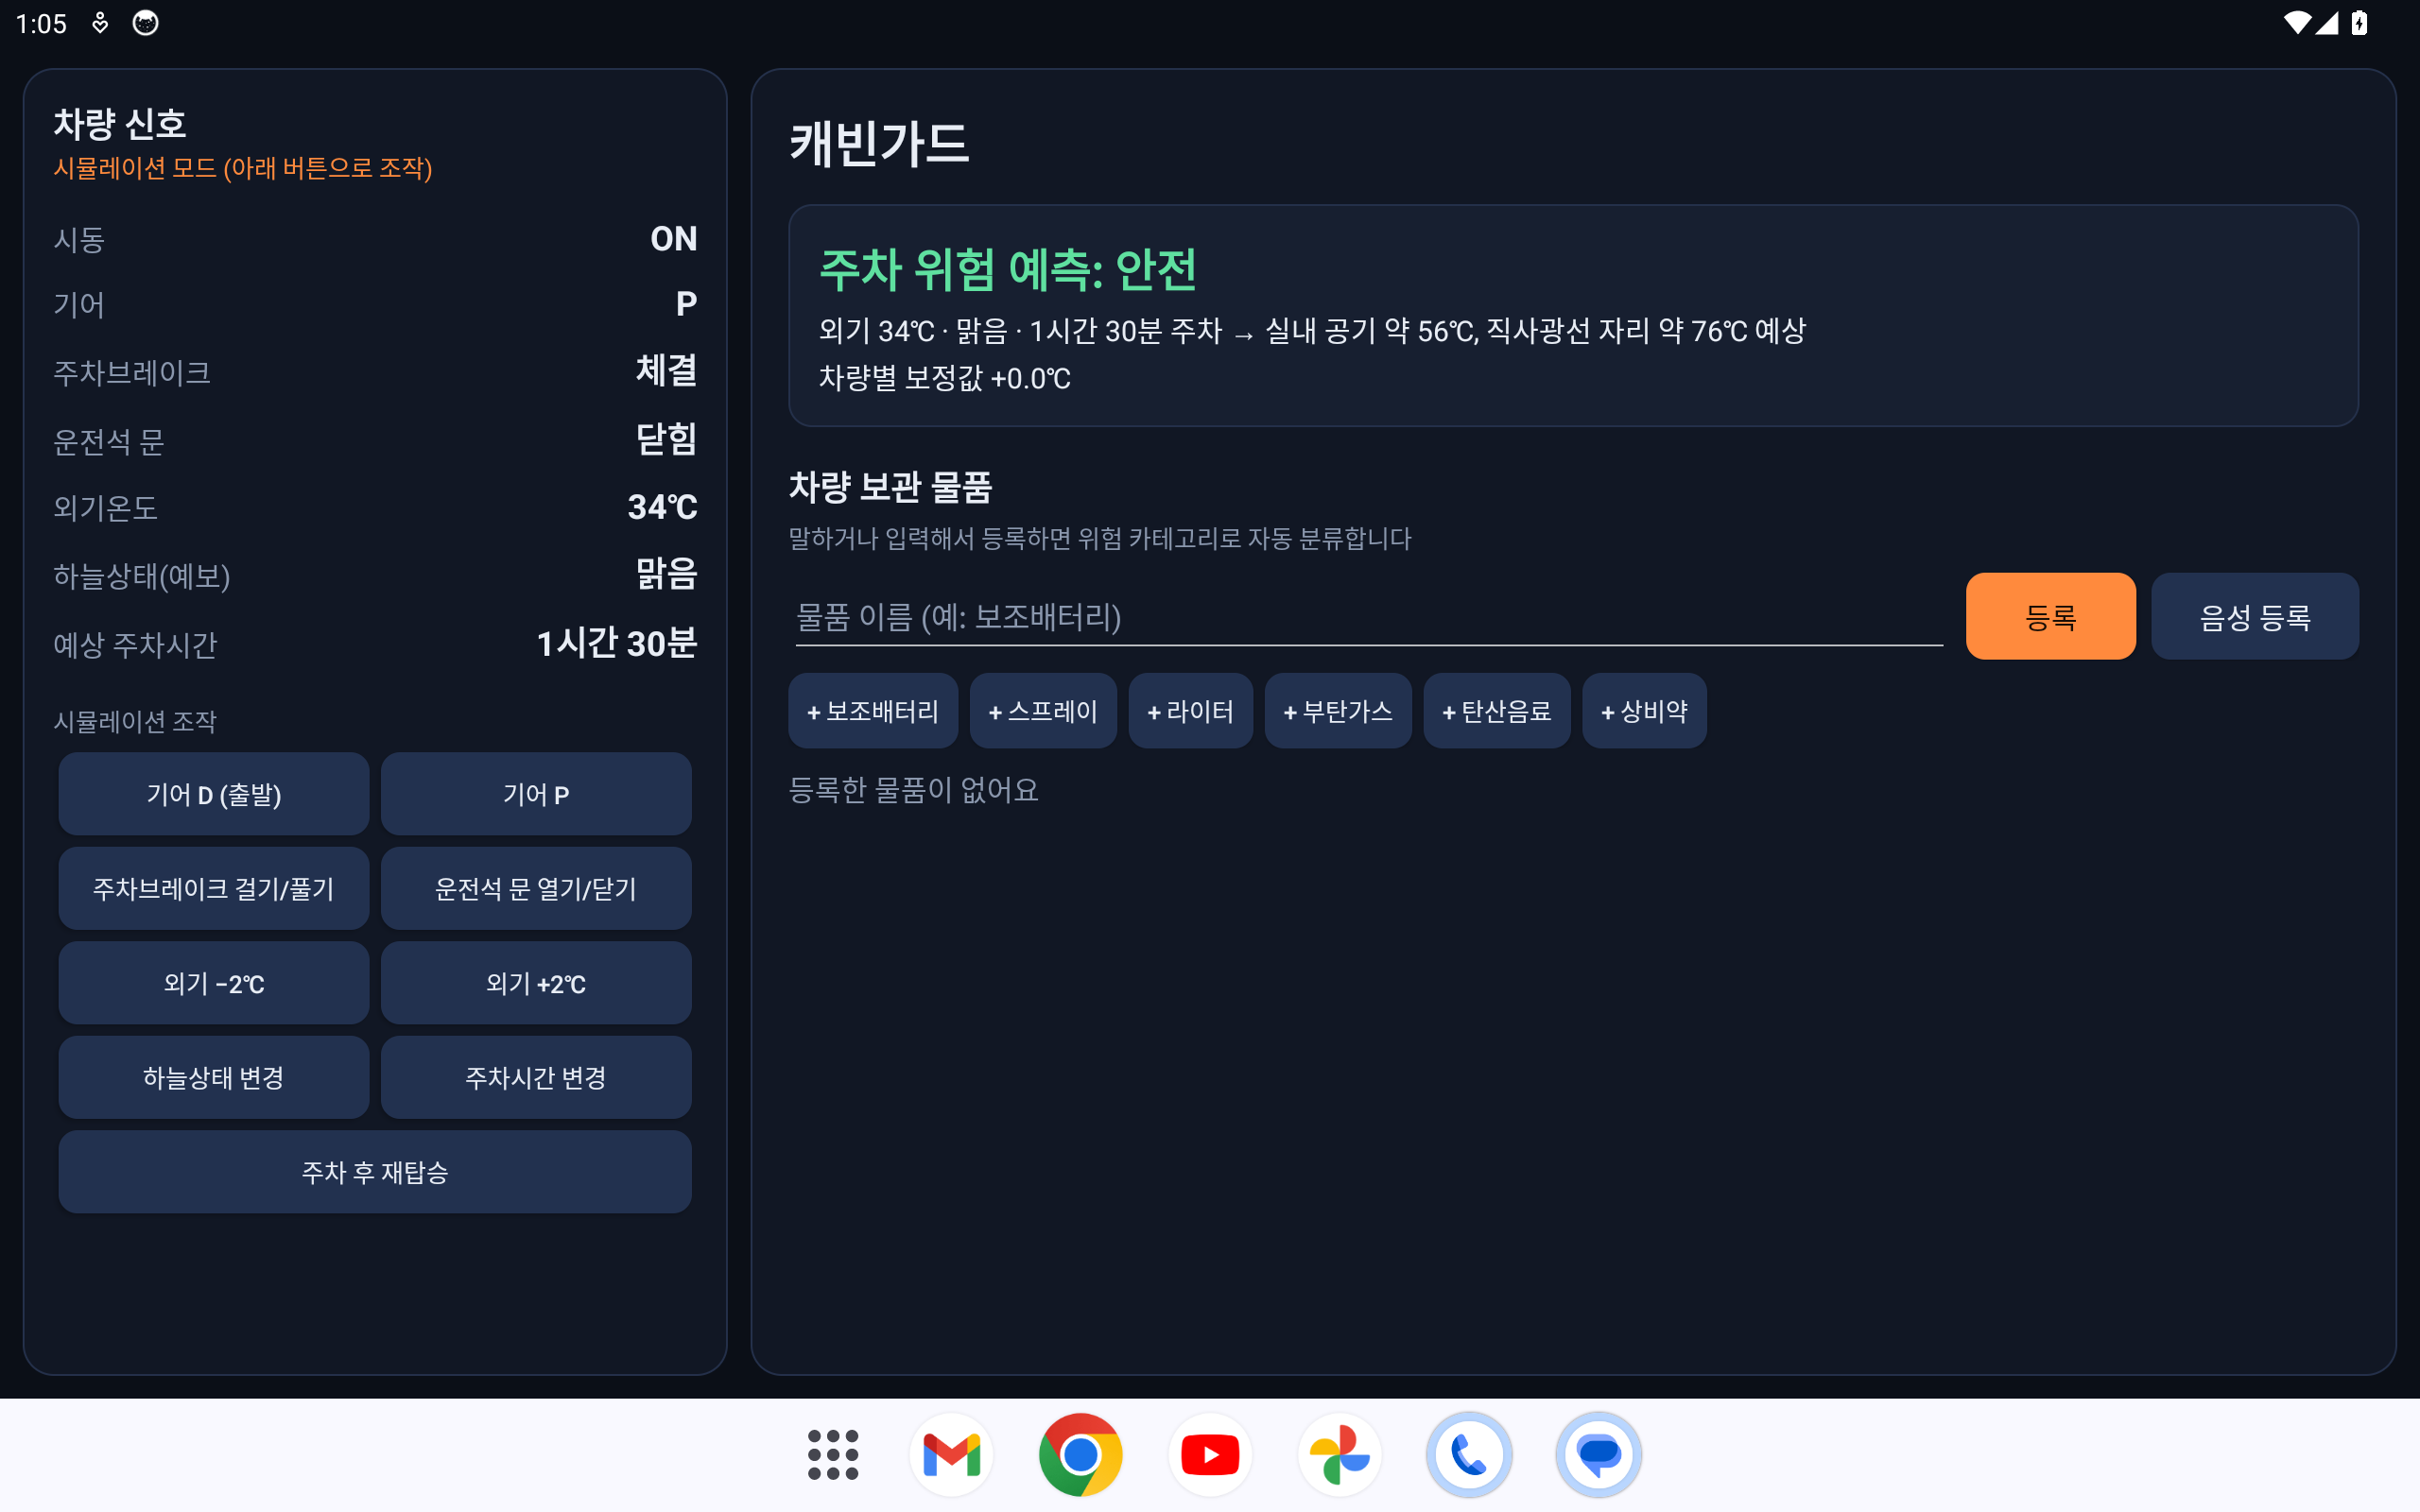 1:05
차량 신호
시뮬레이션 모드 (아래 버튼으로 조작)
시동 ON
기어 P
주차브레이크 체결
운전석 문 닫힘
외기온도 34℃
하늘상태(예보) 맑음
예상 주차시간 1시간 30분
시뮬레이션 조작
기어 D (출발) 기어 P
주차브레이크 걸기/풀기 운전석 문 열기/닫기
외기 −2℃ 외기 +2℃
하늘상태 변경 주차시간 변경
주차 후 재탑승
캐빈가드
주차 위험 예측: 안전
외기 34℃ · 맑음 · 1시간 30분 주차 → 실내 공기 약 56℃, 직사광선 자리 약 76℃ 예상
차량별 보정값 +0.0℃
차량 보관 물품
말하거나 입력해서 등록하면 위험 카테고리로 자동 분류합니다
물품 이름 (예: 보조배터리) 등록 음성 등록
+ 보조배터리 + 스프레이 + 라이터 + 부탄가스 + 탄산음료 + 상비약
등록한 물품이 없어요